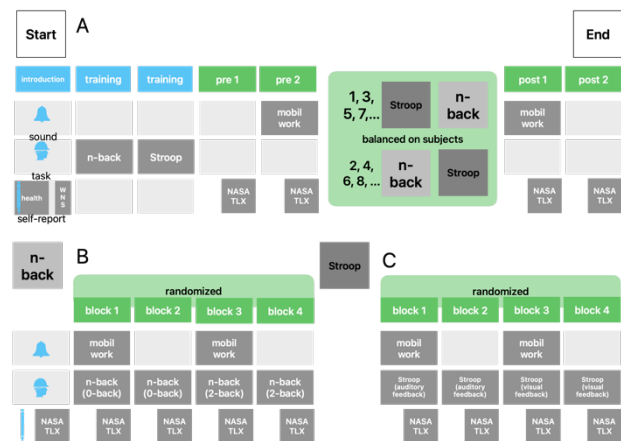 Start
A
End
introduction
training
training
pre 1
pre 2
post 1
post 2
sound
mobil
work
mobil
work
1, 3,
5, 7,...
Stroop
n-
back
balanced on subjects
2, 4,
6, 8, ...
n-
back
Stroop
task
n-back
Stroop
health
W
N
S
self-report
NASA
TLX
NASA
TLX
NASA
TLX
NASA
TLX
n-
back
B
randomized
block 1
block 2
block 3
block 4
mobil
work
mobil
work
n-back
(0-back)
n-back
(0-back)
n-back
(2-back)
n-back
(2-back)
NASA
TLX
NASA
TLX
NASA
TLX
NASA
TLX
Stroop
C
randomized
block 1
block 2
block 3
block 4
mobil
work
mobil
work
Stroop
(auditory
feedback)
Stroop
(auditory
feedback)
Stroop
(visual
feedback)
Stroop
(visual
feedback)
NASA
TLX
NASA
TLX
NASA
TLX
NASA
TLX